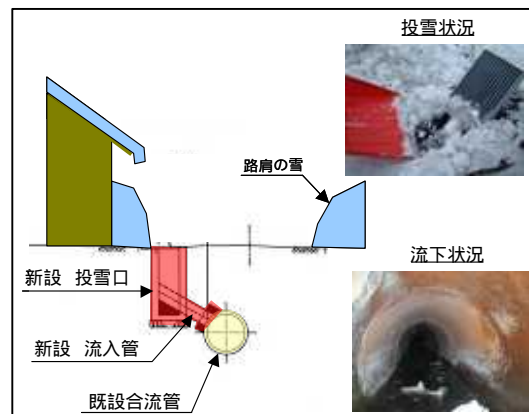 投雪状況
路肩の雪
流下状況
新設 投雪口
新設 流入管
既設合流管